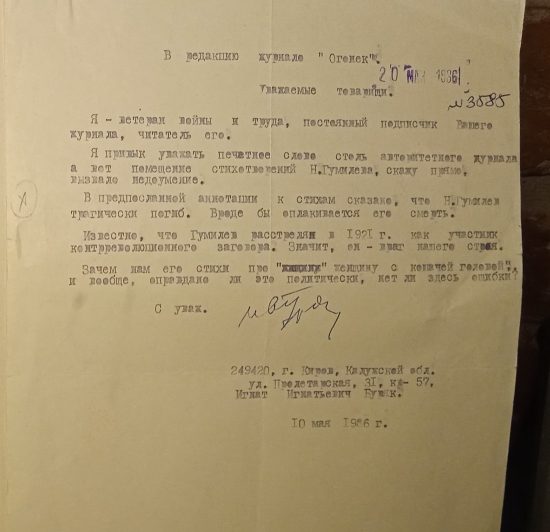 В редакцию журнала "Огонек".
20 МАЯ 1986
Уважаемые товарищи.
№3585
Я - ветеран войны и труда, постоянный подписчик Вашего
журнала, читатель его.
Я привык уважать печатное слово столь авторитетного журнала
а вот помещение стихотворений Н.Гумилева, скажу прямо,
вызвало недоумение.
В предпосланной аннотации к стихам сказано, что Н.Гумилев
трагически погиб. Вроде бы оплакивается его смерть.
Известно, что Гумилев расстрелян в 1921 г. как участник
контрреволюционного заговора. Значит, он - враг нашего строя.
Зачем нам его стихи про " женщину с кошачей головой",
и вообще, оправдано ли это политически, нет ли здесь ошибки?
С уваж.
249420, г. Киров, Калужской обл.
ул. Пролетарская, 31, кв- 57,
Игнат Игнатьевич
10 мая 1986 г.